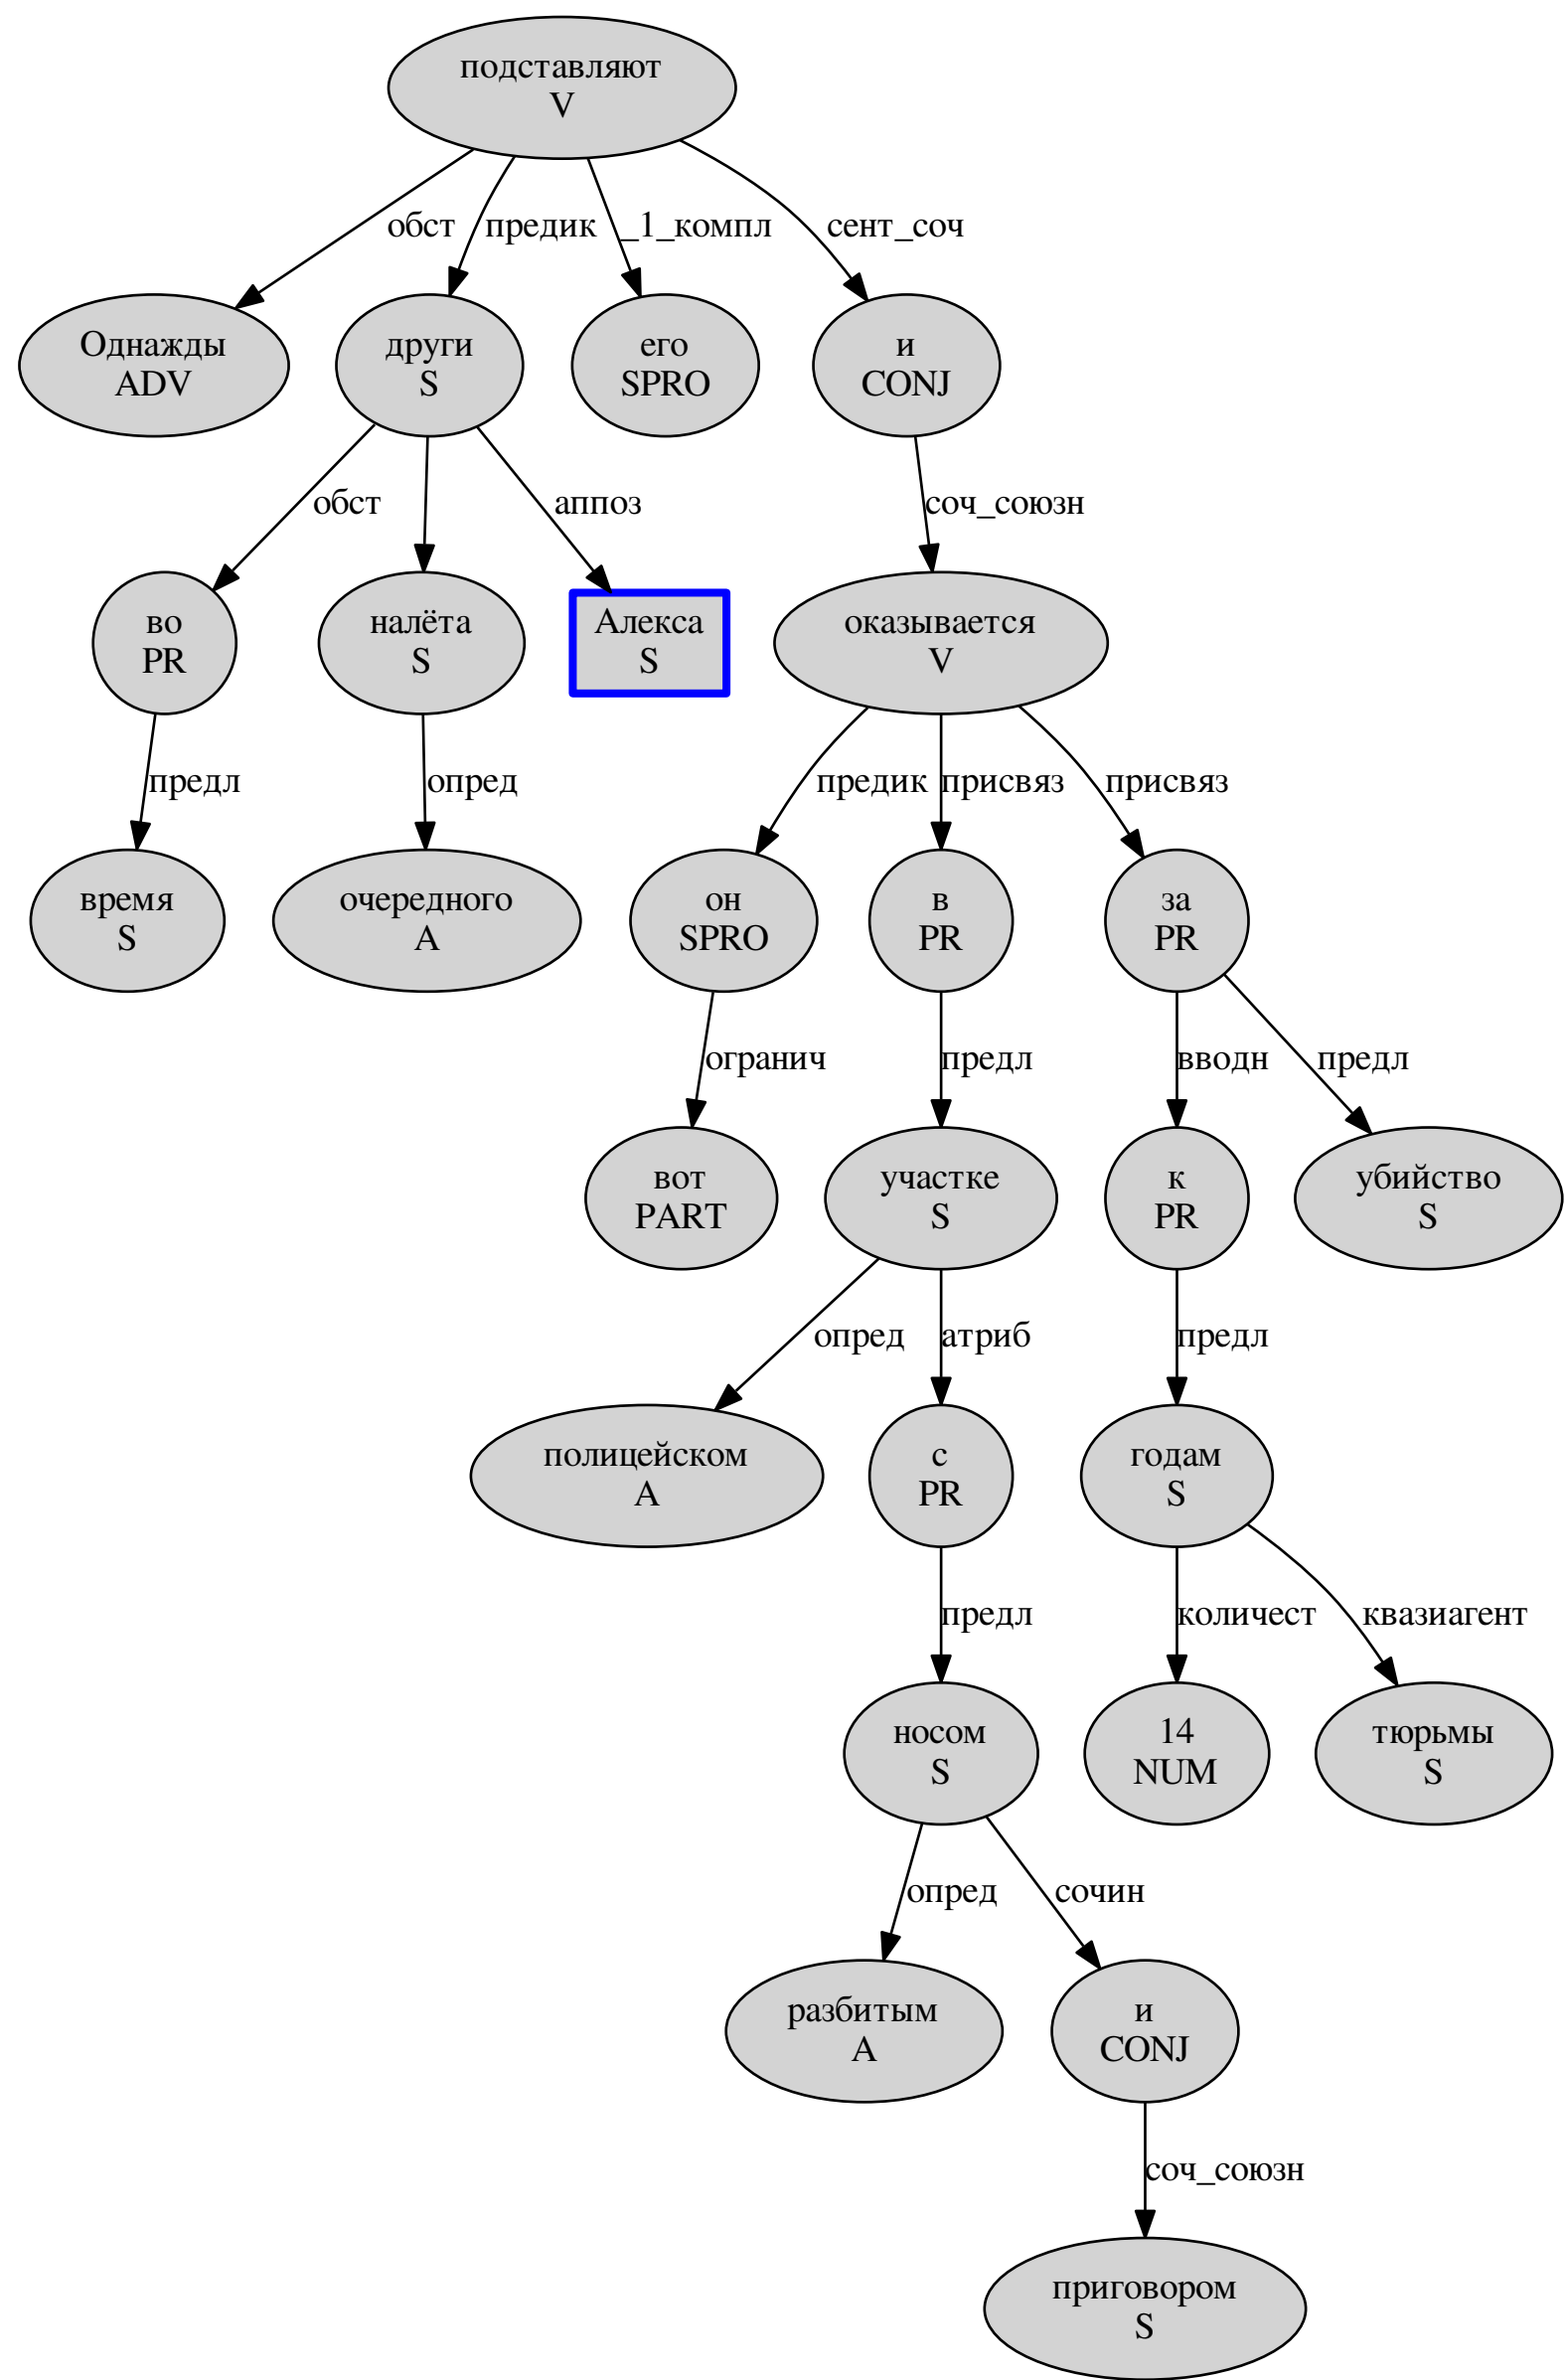 подставляют
V
обст
предик
_1_компл
сент_соч
Однажды
ADV
други
S
его
SPRO
и
CONJ
обст
аппоз
соч_союзн
во
PR
налёта
S
Алекса
S
оказывается
V
предл
опред
предик
присвяз
присвяз
время
S
очередного
A
он
SPRO
в
PR
за
PR
огранич
предл
вводн
предл
вот
PART
участке
S
к
PR
убийство
S
опред
атриб
предл
полицейском
A
с
PR
годам
S
предл
количест
квазиагент
носом
S
14
NUM
тюрьмы
S
опред
сочин
разбитым
A
и
CONJ
соч_союзн
приговором
S